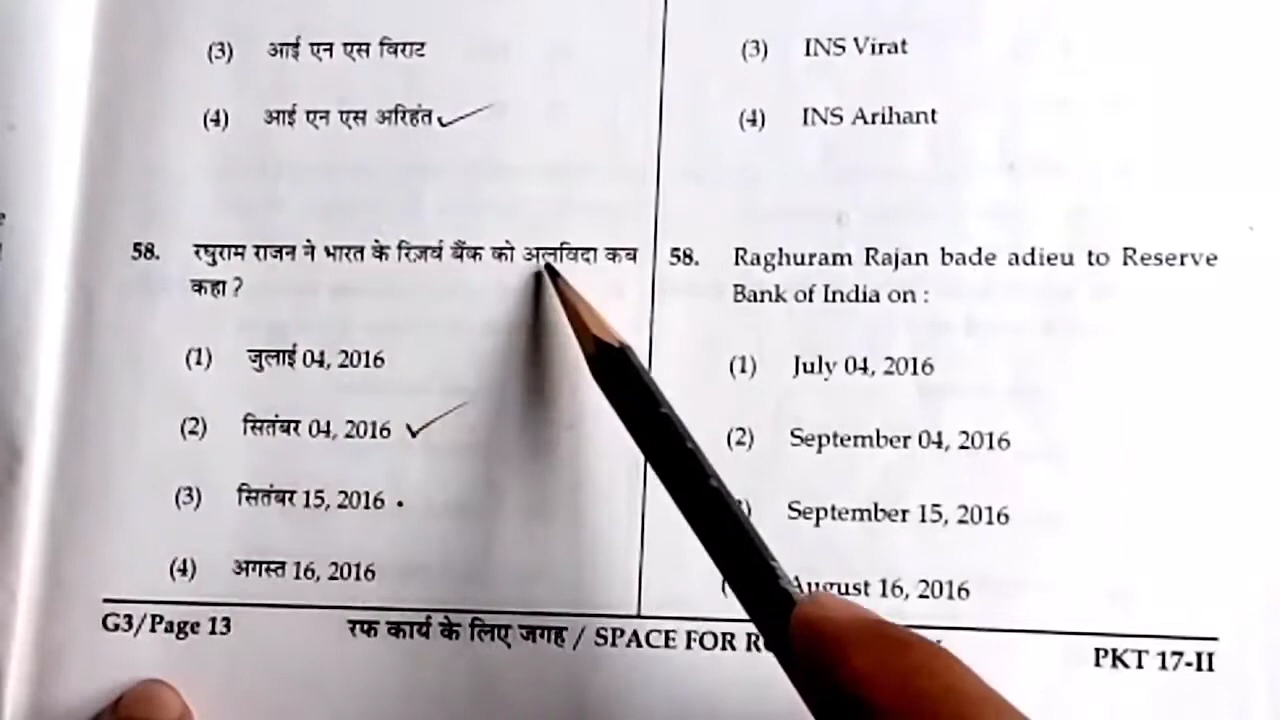 (3) आई एन एस विराट
(4) आई एन एस अरिहंत
58. रघुराम राजन ने भारत के रिज़र्व बैंक को अलविदा कब
कहा ?
(1) जुलाई 04, 2016
(2) सितंबर 04, 2016
(3) सितंबर 15, 2016
(4) अगस्त 16, 2016
(3) INS Virat
(4) INS Arihant
58. Raghuram Rajan bade adieu to Reserve
Bank of India on :
(1) July 04, 2016
(2) September 04, 2016
September 15, 2016
August 16, 2016
G3/Page 13
रफ कार्य के लिए जगह / SPACE FOR
PKT 17-II